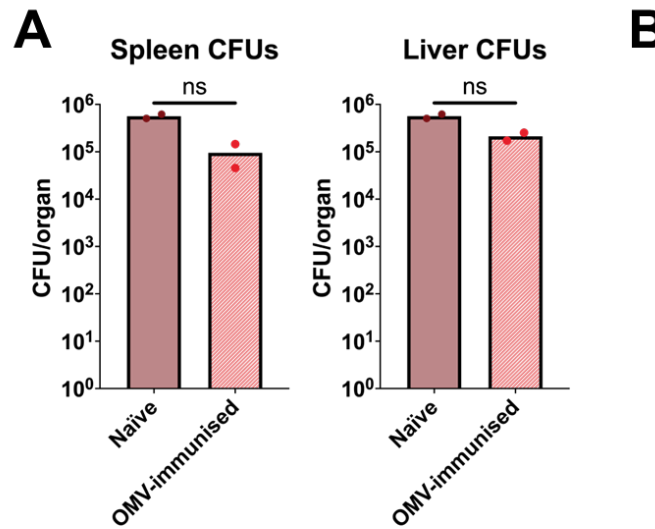 A
B
Spleen CFUs
Liver CFUs
ns
ns
CFU/organ
10⁶
10⁵
10⁴
10³
10²
10¹
10⁰
Naïve
OMV-immunised
CFU/organ
10⁶
10⁵
10⁴
10³
10²
10¹
10⁰
Naïve
OMV-immunised